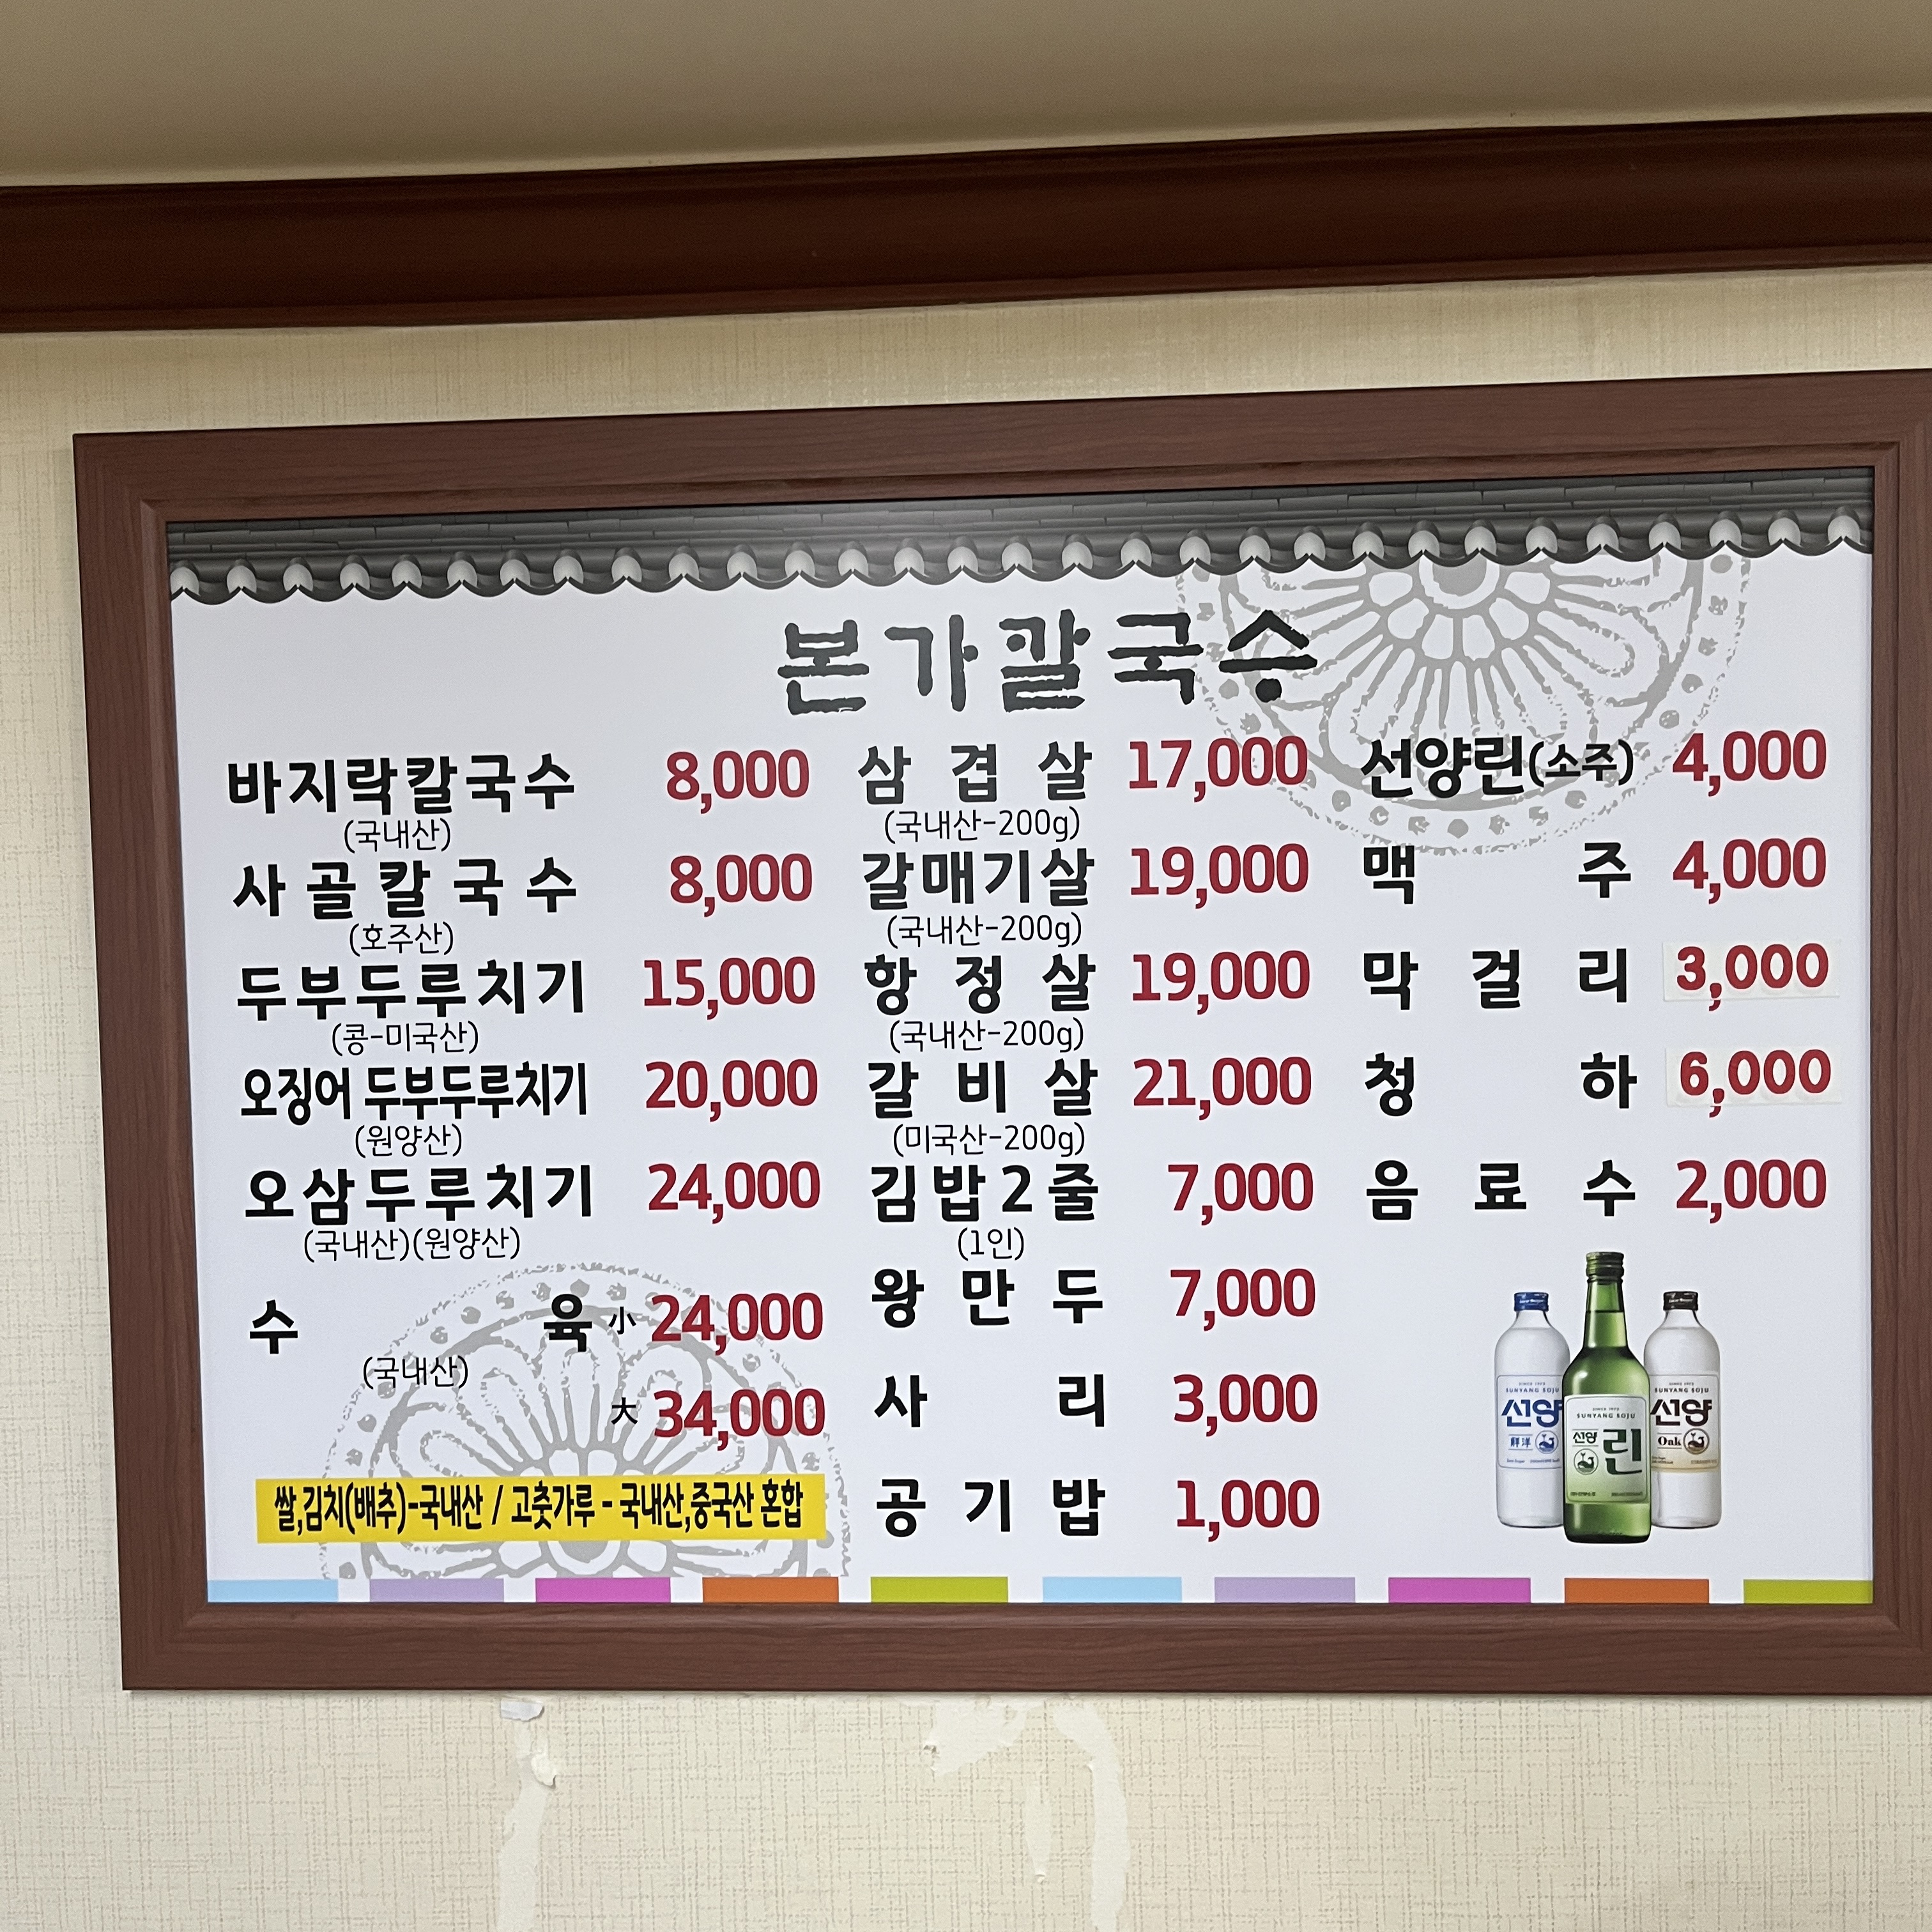 본가칼국수
바지락칼국수 8,000
(국내산)
사골칼국수 8,000
(호주산)
두부두루치기 15,000
(콩-미국산)
오징어 두부두루치기 20,000
(원양산)
오삼두루치기 24,000
(국내산)(원양산)
수육 小 24,000
(국내산)
大 34,000
쌀,김치(배추)-국내산 / 고춧가루 - 국내산,중국산 혼합
삼겹살 17,000
(국내산-200g)
갈매기살 19,000
(국내산-200g)
항정살 19,000
(국내산-200g)
갈비살 21,000
(미국산-200g)
김밥2줄 7,000
(1인)
왕만두 7,000
사리 3,000
공기밥 1,000
선양린(소주) 4,000
맥주 4,000
막걸리 3,000
청하 6,000
음료수 2,000
SUNYANG SOJU
선양
鮮洋
SINCE 1973
SUNYANG SOJU
선양
린
SINCE 1973
SUNYANG SOJU
선양
Oak